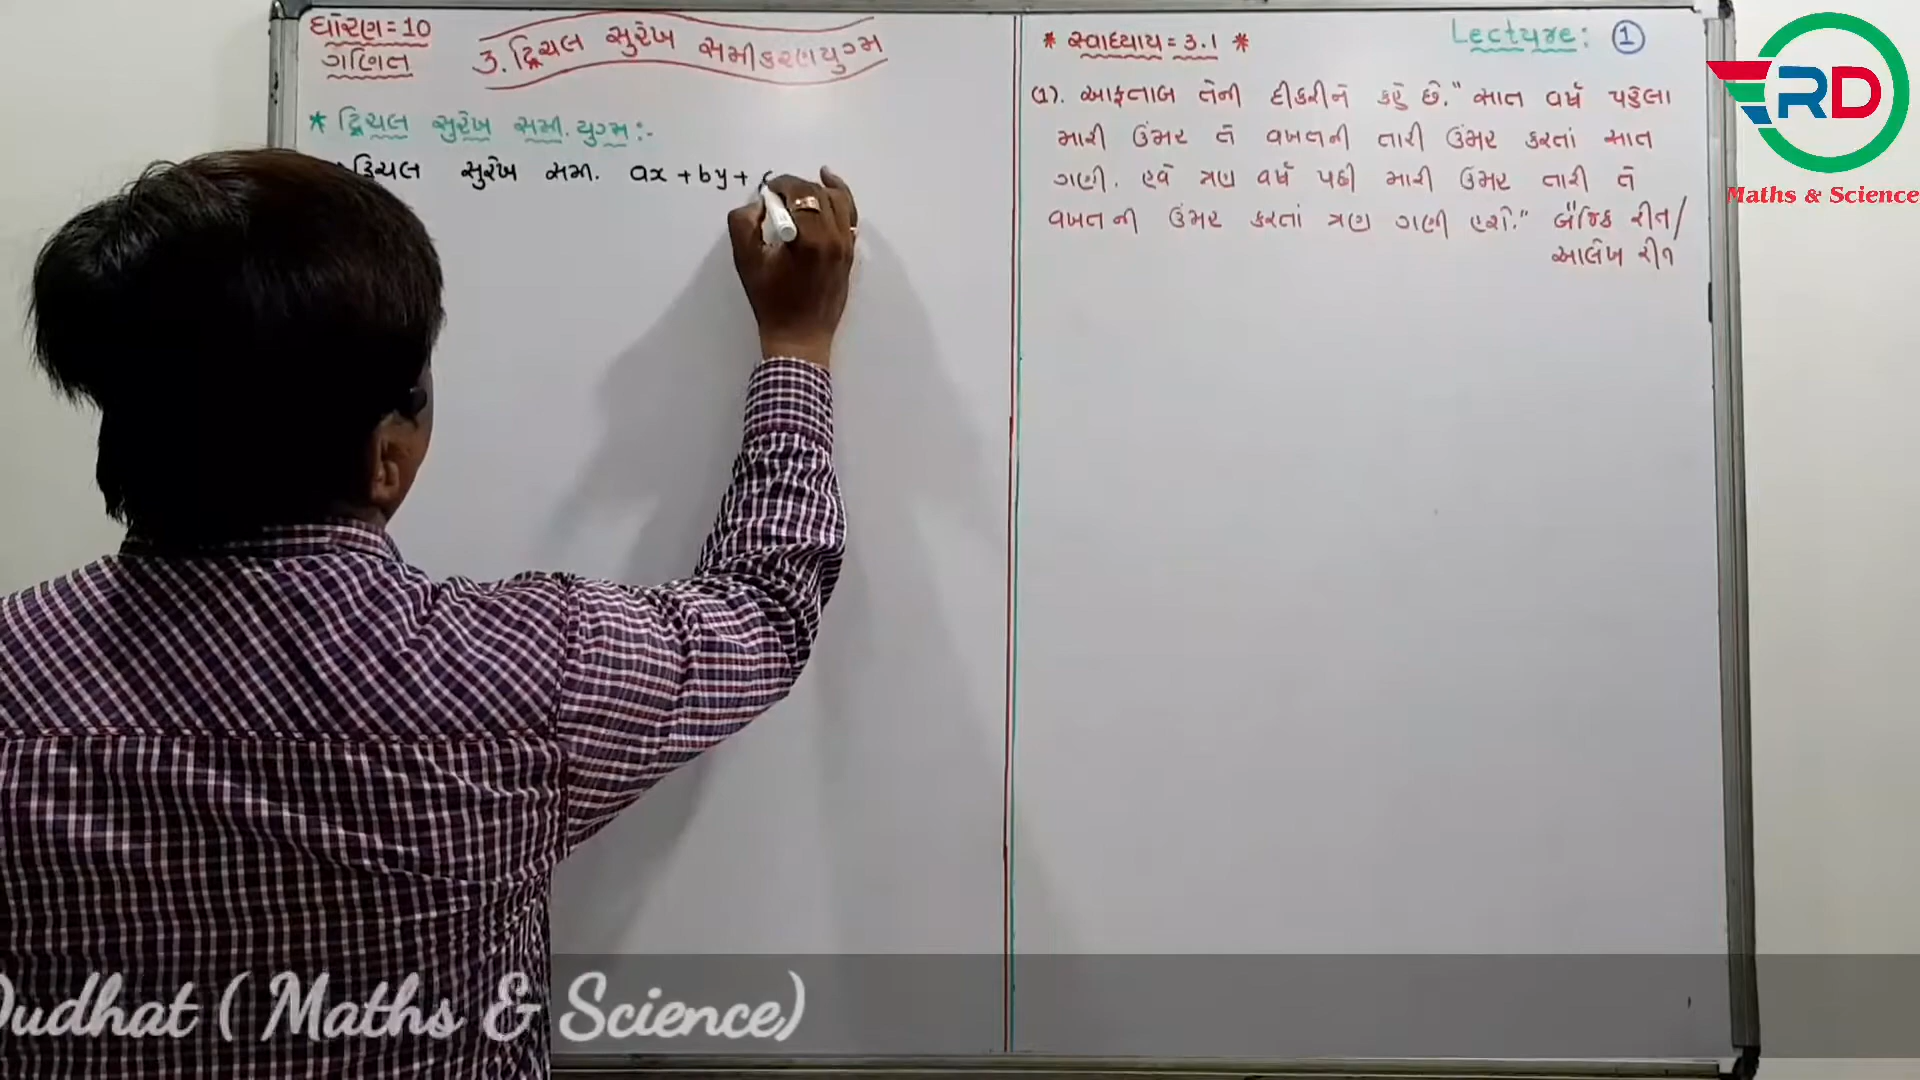 ધોરણ = 10
ગણિત
3. દ્વિચલ સુરેખ સમીકરણયુગ્મ
* દ્વિચલ સુરેખ સમી. યુગ્મ :-
દ્વિચલ સુરેખ સમી. ax + by + c
* સ્વાધ્યાય = 3.1 *
Lecture: 1
(1). આફતાબ તેની દીકરીને કહે છે. "સાત વર્ષ પહેલા
મારી ઉંમર તે વખતની તારી ઉંમર કરતાં સાત
ગણી. હવે ત્રણ વર્ષ પછી મારી ઉંમર તારી તે
વખતની ઉંમર કરતાં ત્રણ ગણી હશે." બૈજિક રીત/
આલેખ રીત
RD
Maths & Science
Dudhat ( Maths & Science)